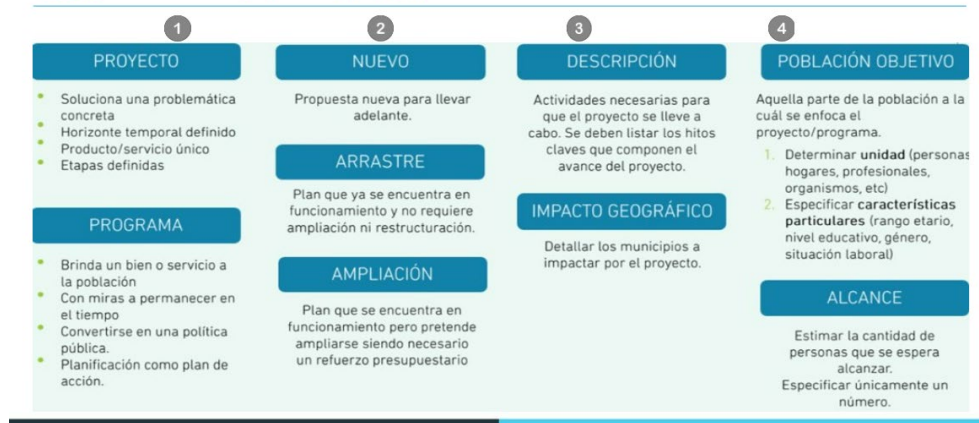 1
PROYECTO
Soluciona una problemática
concreta
Horizonte temporal definido
Producto/servicio único
Etapas definidas
PROGRAMA
Brinda un bien o servicio a
la población
Con miras a permanecer en
el tiempo
Convertirse en una política
pública.
Planificación como plan de
acción.
2
NUEVO
Propuesta nueva para llevar
adelante.
ARRASTRE
Plan que ya se encuentra en
funcionamiento y no requiere
ampliación ni restructuración.
AMPLIACIÓN
Plan que se encuentra en
funcionamiento pero pretende
ampliarse siendo necesario
un refuerzo presupuestario
3
DESCRIPCIÓN
Actividades necesarias para
que el proyecto se lleve a
cabo. Se deben listar los hitos
claves que componen el
avance del proyecto.
IMPACTO GEOGRÁFICO
Detallar los municipios a
impactar por el proyecto.
4
POBLACIÓN OBJETIVO
Aquella parte de la población a la
cuál se enfoca el
proyecto/programa.
1. Determinar unidad (personas
hogares, profesionales,
organismos, etc)
2. Especificar características
particulares (rango etario,
nivel educativo, género,
situación laboral)
ALCANCE
Estimar la cantidad de
personas que se espera
alcanzar.
Especificar únicamente un
número.